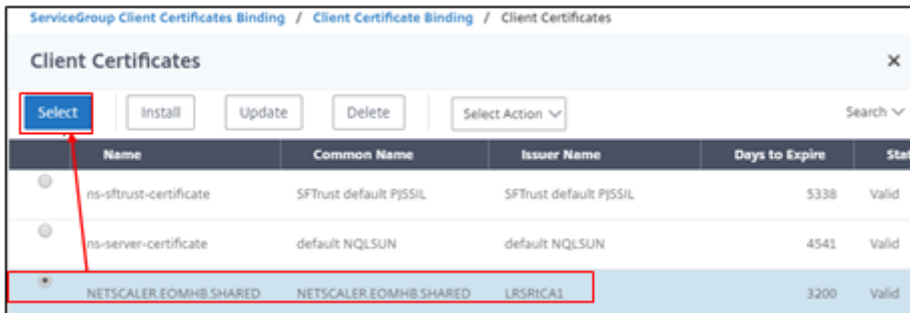 ServiceGroup Client Certificates Binding / Client Certificate Binding / Client Certificates
Client Certificates ×
Select Install Update Delete Select Action Search
Name Common Name Issuer Name Days to Expire Stat
ns-sftrust-certificate SFTrust default PJSSIL SFTrust default PJSSIL 5338 Valid
ns-server-certificate default NQLSUN default NQLSUN 4541 Valid
NETSCALER.EOMHB.SHARED NETSCALER.EOMHB.SHARED LRSRtCA1 3200 Valid